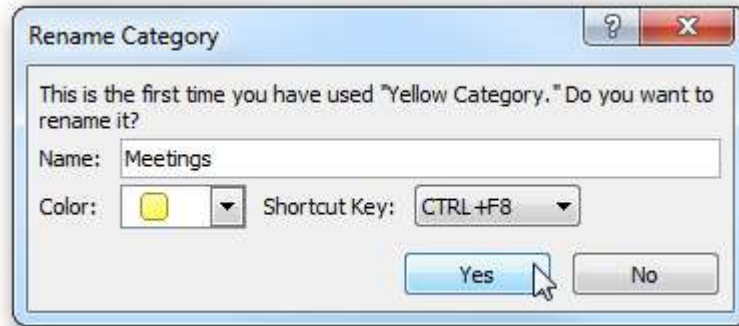 Rename Category
This is the first time you have used "Yellow Category." Do you want to
rename it?
Name: Meetings
Color: Shortcut Key: CTRL+F8
Yes No